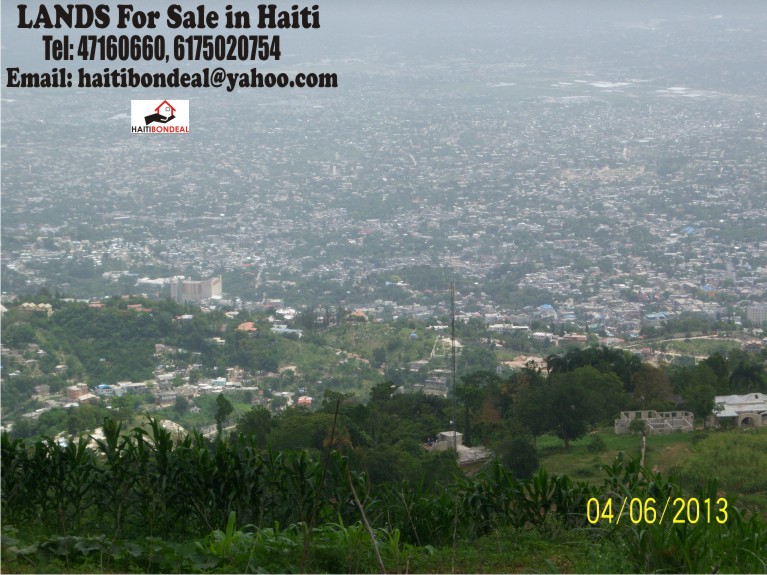 LANDS For Sale in Haiti
Tel: 47160660, 6175020754
Email: haitibondeal@yahoo.com
HAITIBONDEAL
04/06/2013